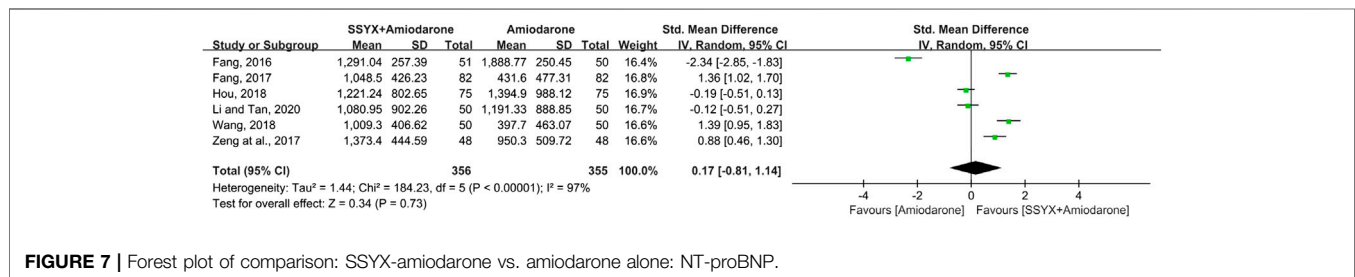 SSYX+Amiodarone Amiodarone Std. Mean Difference Std. Mean Difference
Study or Subgroup Mean SD Total Mean SD Total Weight IV, Random, 95% CI IV, Random, 95% CI
Fang, 2016 1,291.04 257.39 51 1,888.77 250.45 50 16.4% -2.34 [-2.85, -1.83]
Fang, 2017 1,048.5 426.23 82 431.6 477.31 82 16.8% 1.36 [1.02, 1.70]
Hou, 2018 1,221.24 802.65 75 1,394.9 988.12 75 16.9% -0.19 [-0.51, 0.13]
Li and Tan, 2020 1,080.95 902.26 50 1,191.33 888.85 50 16.7% -0.12 [-0.51, 0.27]
Wang, 2018 1,009.3 406.62 50 397.7 463.07 50 16.6% 1.39 [0.95, 1.83]
Zeng at al., 2017 1,373.4 444.59 48 950.3 509.72 48 16.6% 0.88 [0.46, 1.30]
Total (95% CI) 356 355 100.0% 0.17 [-0.81, 1.14]
Heterogeneity: Tau² = 1.44; Chi² = 184.23, df = 5 (P < 0.00001); I² = 97%
Test for overall effect: Z = 0.34 (P = 0.73)
-4 -2 0 2 4
Favours [Amiodarone] Favours [SSYX+Amiodarone]
FIGURE 7 | Forest plot of comparison: SSYX-amiodarone vs. amiodarone alone: NT-proBNP.